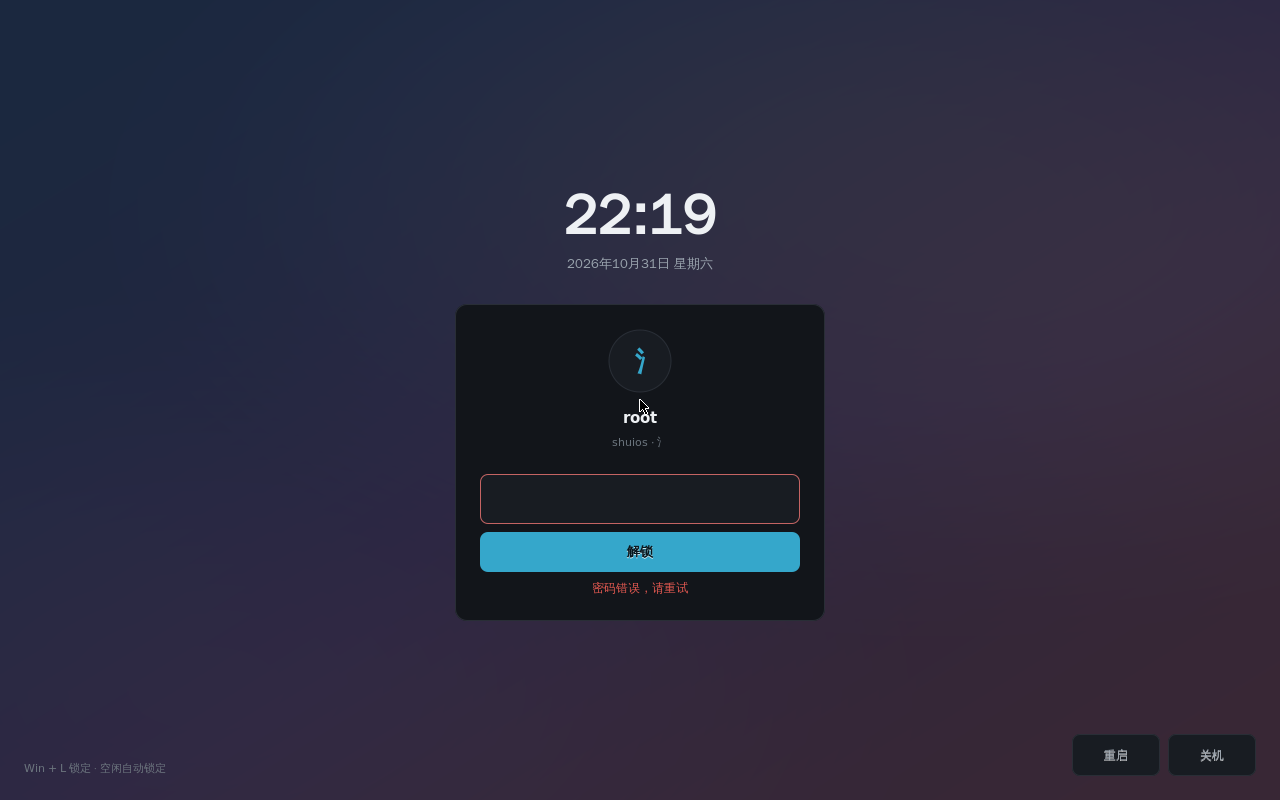 22:19
2026年10月31日 星期六
氵
root
shuios · 氵
解锁
密码错误，请重试
重启
关机
Win + L 锁定 · 空闲自动锁定